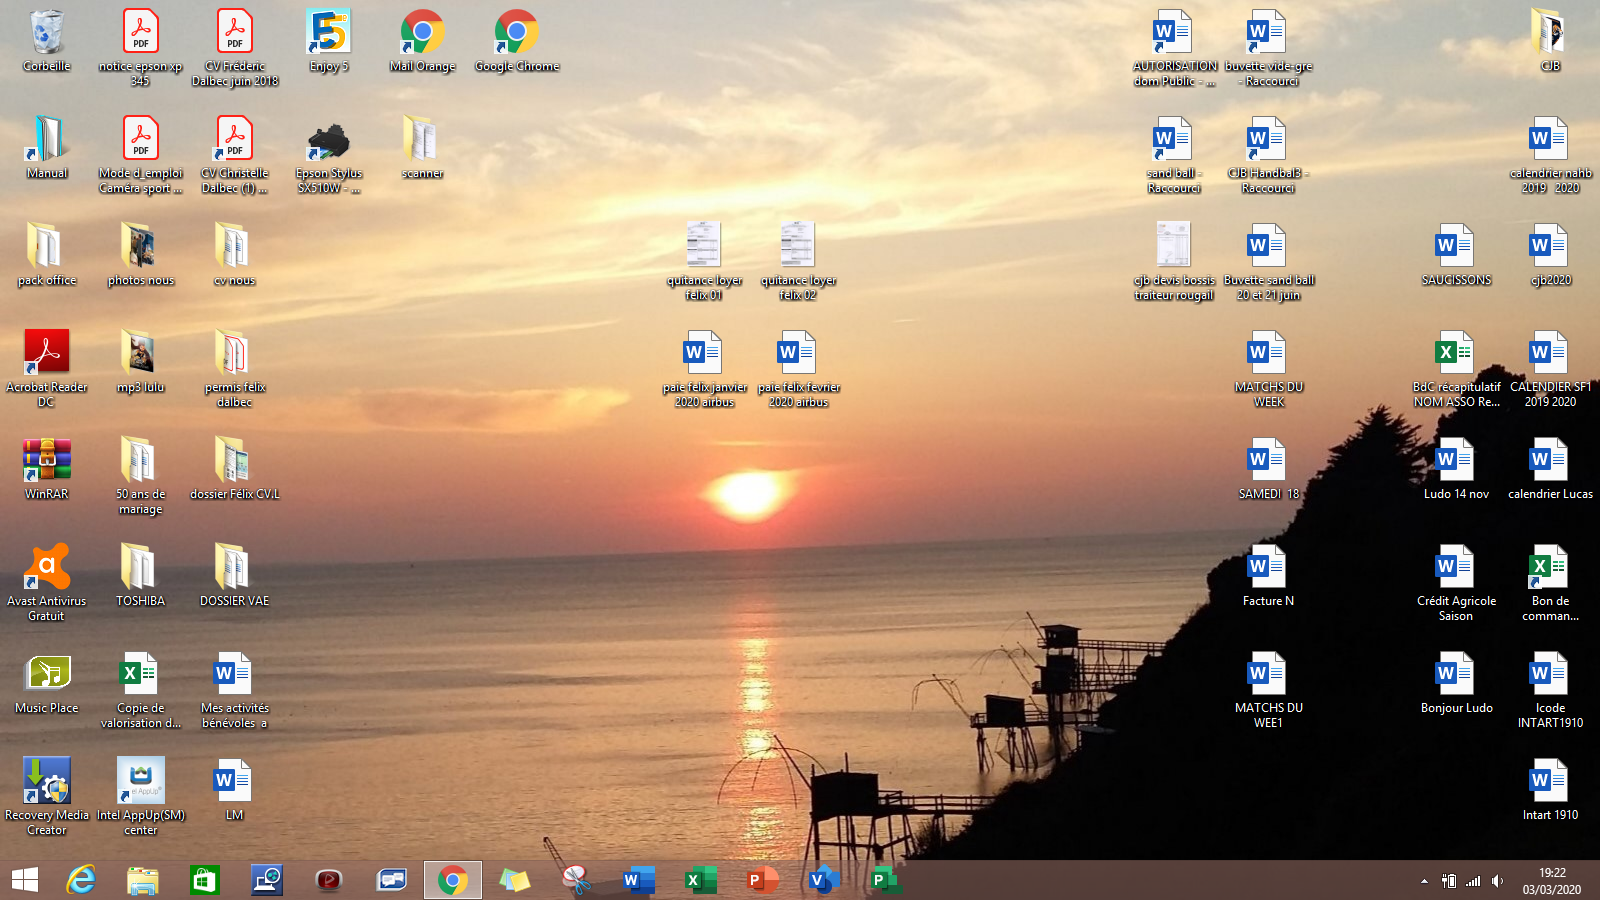 Corbeille
notice epson xp
345
CV Fréderic
Dalbec juin 2018
Enjoy 5
Mail Orange
Google Chrome
AUTORISATION
dom Public - ...
buvette vide-gre
- Raccourci
CJB
Manual
Mode d_emploi
Caméra sport ...
CV Christelle
Dalbec (1) ...
Epson Stylus
SX510W - ...
scanner
sand ball -
Raccourci
CJB Handbal3 -
Raccourci
calendrier nahb
2019 2020
pack office
photos nous
cv nous
quitance loyer
felix 01
quitance loyer
felix 02
cjb devis bossis
traiteur rougail
Buvette sand ball
20 et 21 juin
SAUCISSONS
cjb2020
Acrobat Reader
DC
mp3 lulu
permis felix
dalbec
paie felix janvier
2020 airbus
paie felix fevrier
2020 airbus
MATCHS DU
WEEK
BdC récapitulatif
NOM ASSO Re...
CALENDIER SF1
2019 2020
WinRAR
50 ans de
mariage
dossier Félix CV.L
SAMEDI 18
Ludo 14 nov
calendrier Lucas
Avast Antivirus
Gratuit
TOSHIBA
DOSSIER VAE
Facture N
Crédit Agricole
Saison
Bon de
comman...
Music Place
Copie de
valorisation d...
Mes activités
bénévoles a
MATCHS DU
WEE1
Bonjour Ludo
Icode
INTART1910
Recovery Media
Creator
Intel AppUp(SM)
center
LM
Intart 1910
19:22
03/03/2020